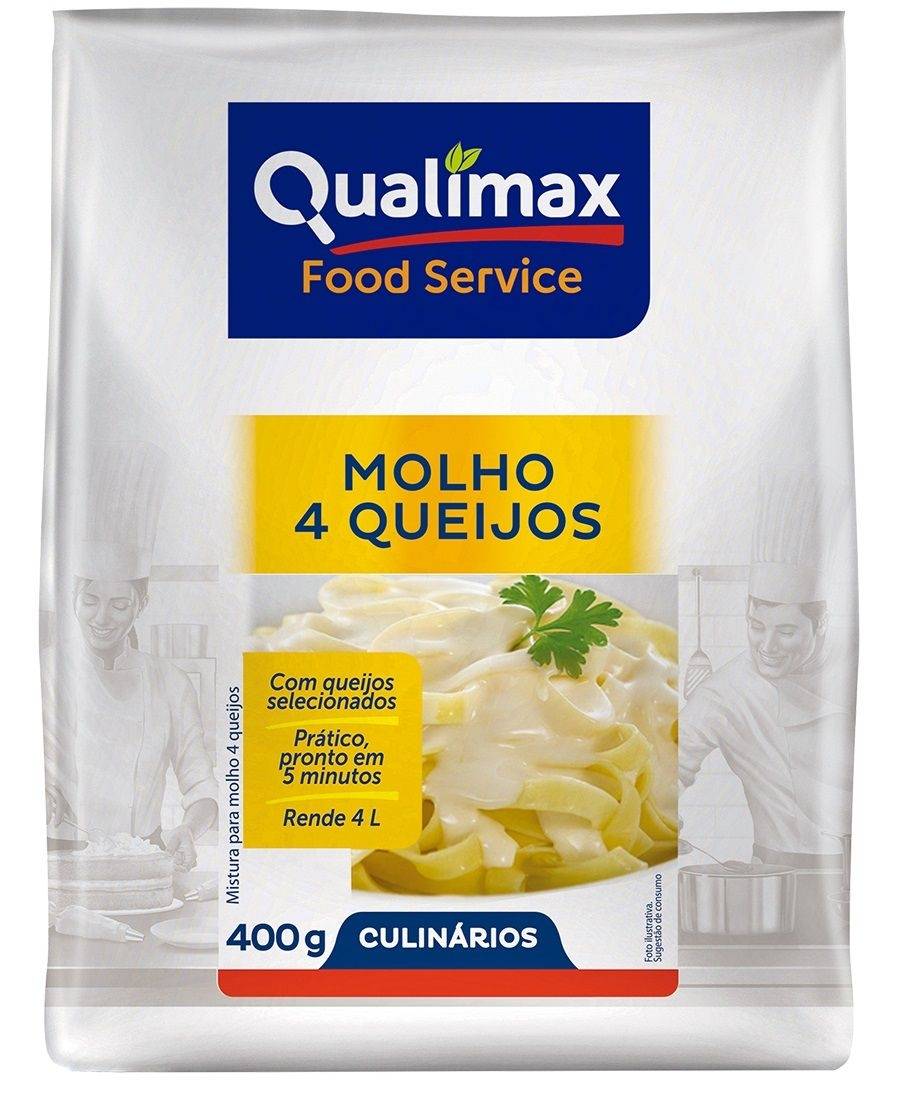 Qualimax
Food Service
MOLHO
4 QUEIJOS
Com queijos
selecionados
Prático,
pronto em
5 minutos
Rende 4 L
Mistura para molho 4 queijos
400 g
CULINÁRIOS
Foto ilustrativa.
Sugestão de consumo